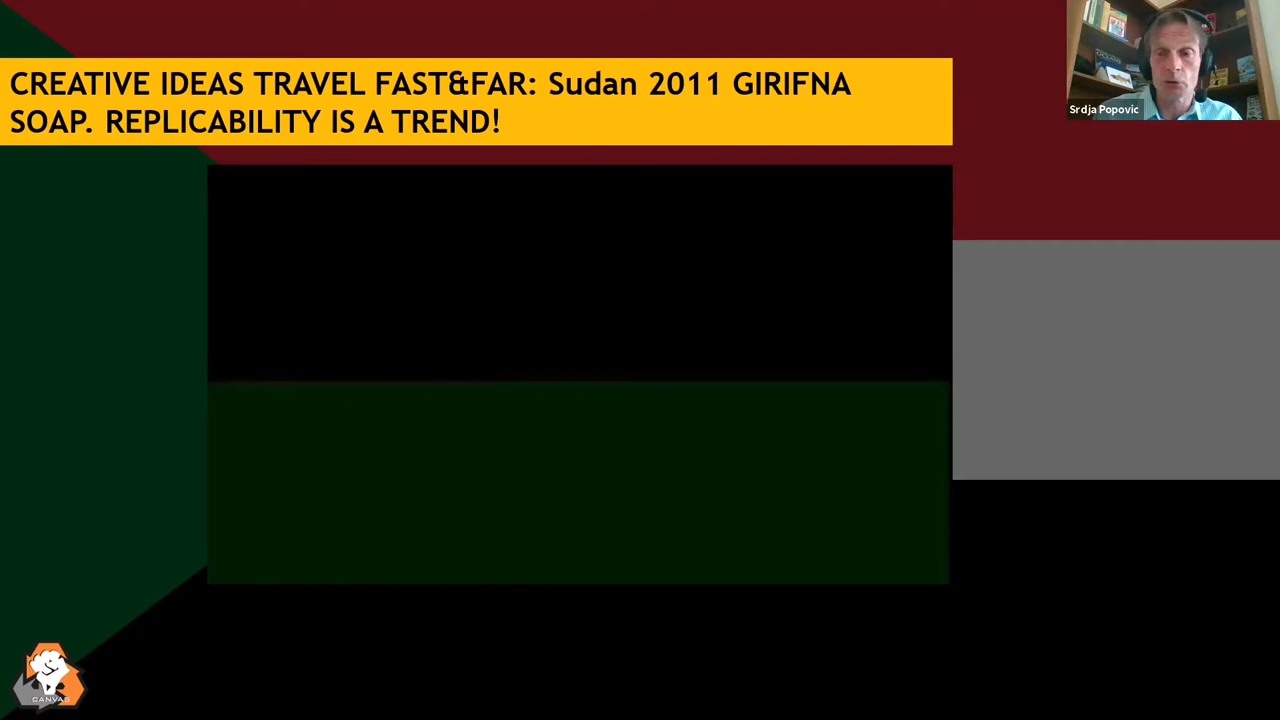 CREATIVE IDEAS TRAVEL FAST&FAR: Sudan 2011 GIRIFNA
SOAP. REPLICABILITY IS A TREND!
Srdja Popovic
CANVAS